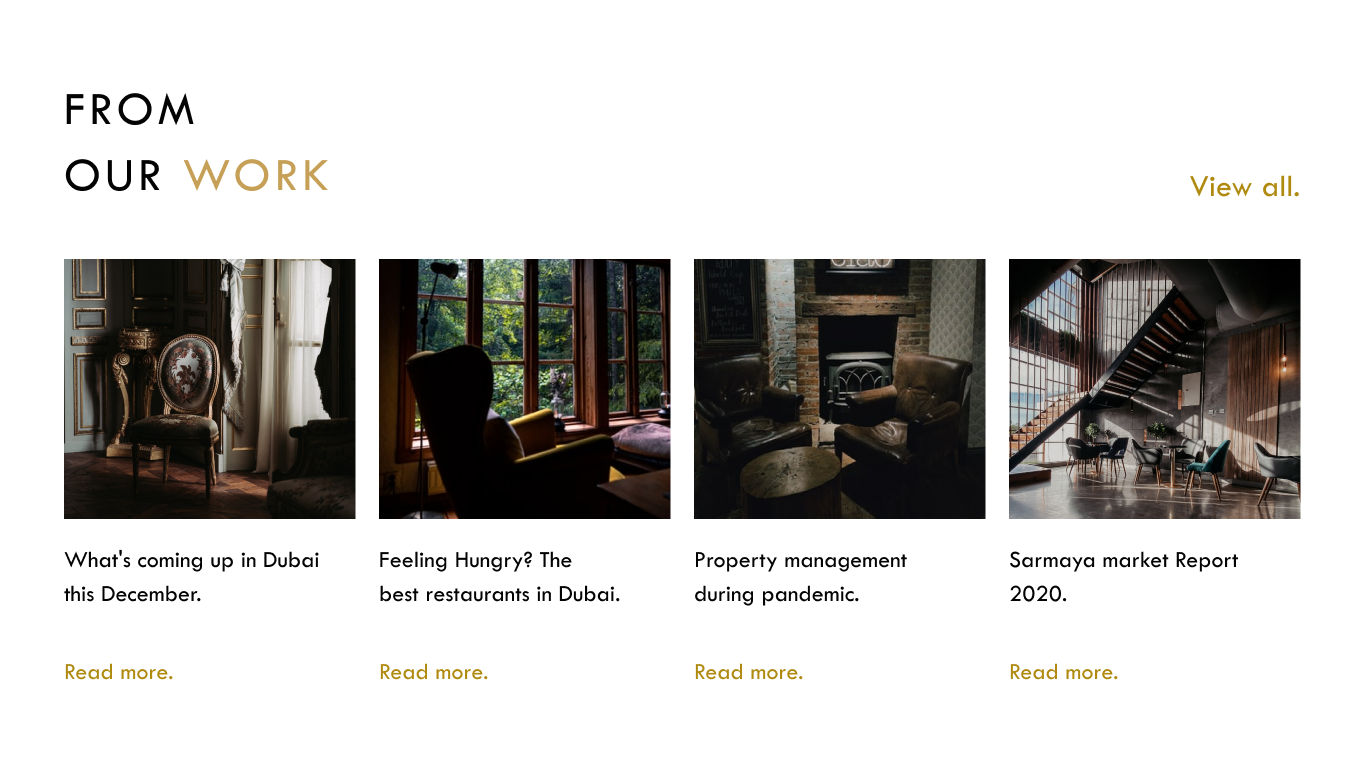 FROM
OUR WORK
View all.
What's coming up in Dubai
this December.
Read more.
Feeling Hungry? The
best restaurants in Dubai.
Read more.
Property management
during pandemic.
Read more.
Sarmaya market Report
2020.
Read more.